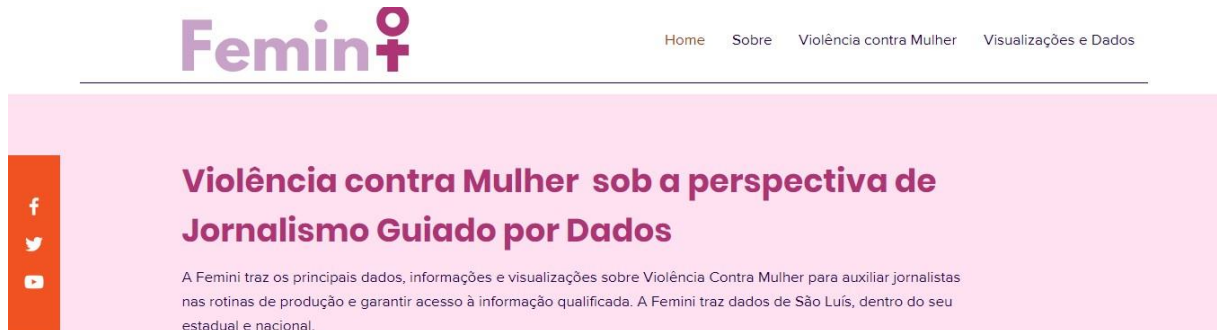 Femini
Home Sobre Violência contra Mulher Visualizações e Dados
Violência contra Mulher sob a perspectiva de
Jornalismo Guiado por Dados
A Femini traz os principais dados, informações e visualizações sobre Violência Contra Mulher para auxiliar jornalistas
nas rotinas de produção e garantir acesso à informação qualificada. A Femini traz dados de São Luís, dentro do seu
estadual e nacional.